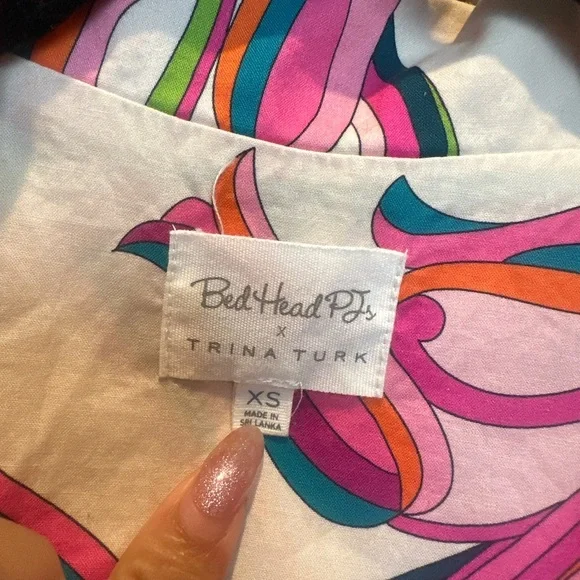 BedHead PJs
X
TRINA TURK
XS
MADE IN
SRI LANKA